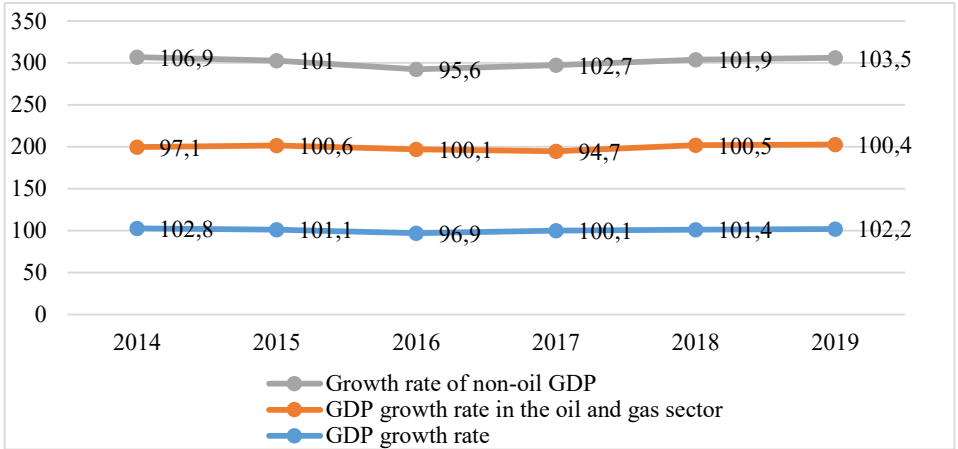 350
300
250
200
150
100
50
0
106,9 101 95,6 102,7 101,9 103,5
97,1 100,6 100,1 94,7 100,5 100,4
102,8 101,1 96,9 100,1 101,4 102,2
2014 2015 2016 2017 2018 2019
Growth rate of non-oil GDP
GDP growth rate in the oil and gas sector
GDP growth rate